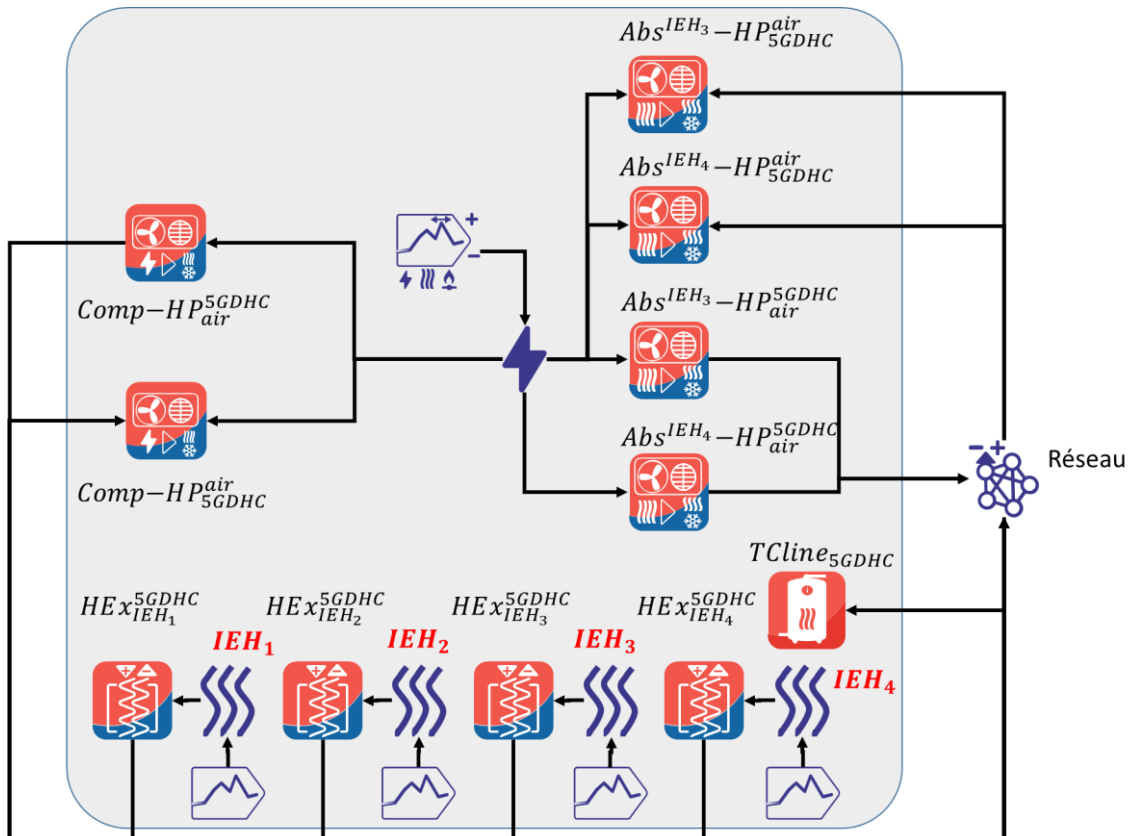 Abs^{IEH_3}−HP^{air}_{5GDHC}
Abs^{IEH_4}−HP^{air}_{5GDHC}
Comp−HP^{5GDHC}_{air}
Abs^{IEH_3}−HP^{5GDHC}_{air}
Abs^{IEH_4}−HP^{5GDHC}_{air}
Comp−HP^{air}_{5GDHC}
Réseau
TCline_{5GDHC}
HEx^{5GDHC}_{IEH_1}
HEx^{5GDHC}_{IEH_2}
HEx^{5GDHC}_{IEH_3}
HEx^{5GDHC}_{IEH_4}
IEH_1
IEH_2
IEH_3
IEH_4